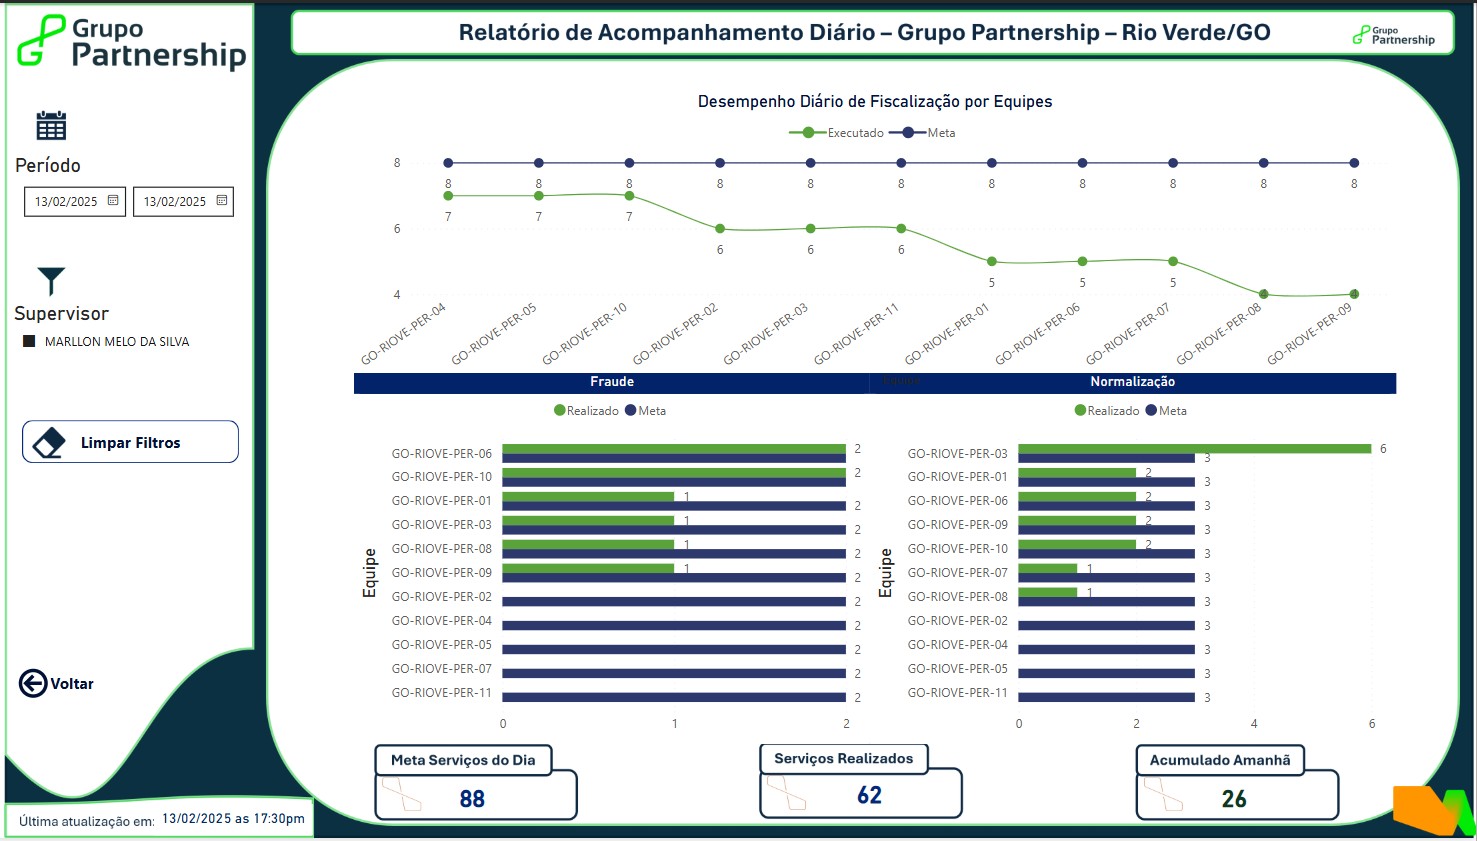 Grupo
Partnership
Relatório de Acompanhamento Diário – Grupo Partnership – Rio Verde/GO
Grupo
Partnership
Período
13/02/2025 13/02/2025
Supervisor
MARLLON MELO DA SILVA
Limpar Filtros
Voltar
Última atualização em: 13/02/2025 as 17:30pm
Desempenho Diário de Fiscalização por Equipes
Executado Meta
8
8 8 8 8 8 8 8 8 8 8 8
7 7 7
6
6 6 6
5 5 5
4
4 4
GO-RIOVE-PER-04 GO-RIOVE-PER-05 GO-RIOVE-PER-10 GO-RIOVE-PER-02 GO-RIOVE-PER-03 GO-RIOVE-PER-11 GO-RIOVE-PER-01 GO-RIOVE-PER-06 GO-RIOVE-PER-07 GO-RIOVE-PER-08 GO-RIOVE-PER-09
Fraude
Realizado Meta
Equipe
GO-RIOVE-PER-06 2
GO-RIOVE-PER-10 2
GO-RIOVE-PER-01 1 2
GO-RIOVE-PER-03 1 2
GO-RIOVE-PER-08 1 2
GO-RIOVE-PER-09 1 2
GO-RIOVE-PER-02 2
GO-RIOVE-PER-04 2
GO-RIOVE-PER-05 2
GO-RIOVE-PER-07 2
GO-RIOVE-PER-11 2
0 1 2
Normalização
Realizado Meta
Equipe
GO-RIOVE-PER-03 6 3
GO-RIOVE-PER-01 2 3
GO-RIOVE-PER-06 2 3
GO-RIOVE-PER-09 2 3
GO-RIOVE-PER-10 2 3
GO-RIOVE-PER-07 1 3
GO-RIOVE-PER-08 1 3
GO-RIOVE-PER-02 3
GO-RIOVE-PER-04 3
GO-RIOVE-PER-05 3
GO-RIOVE-PER-11 3
0 2 4 6
Meta Serviços do Dia
88
Serviços Realizados
62
Acumulado Amanhã
26